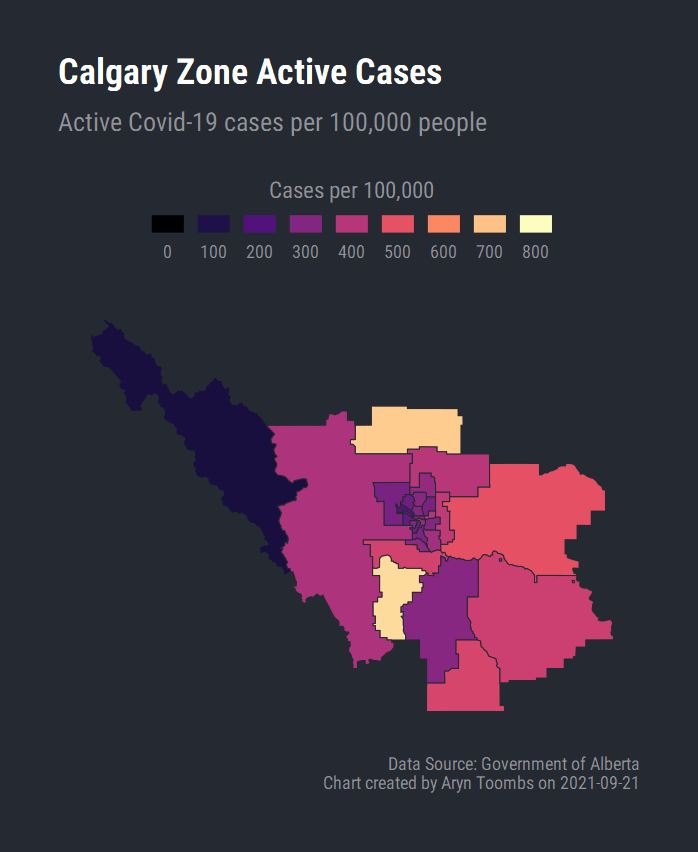 Calgary Zone Active Cases
Active Covid-19 cases per 100,000 people
Cases per 100,000
0 100 200 300 400 500 600 700 800
Data Source: Government of Alberta
Chart created by Aryn Toombs on 2021-09-21